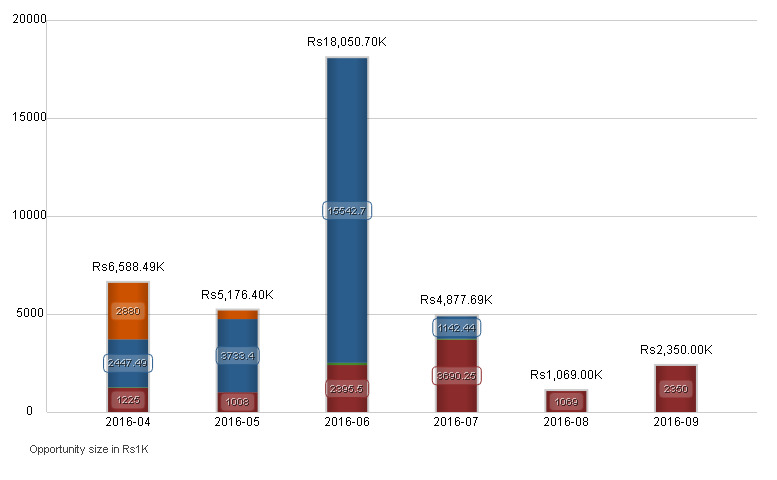 20000
Rs18,050.70K
15000
15542.7
10000
Rs6,588.49K
Rs5,176.40K
Rs4,877.69K
2880
5000
1142.44
Rs2,350.00K
3733.4
2447.49
3690.25
Rs1,069.00K
2395.5
2350
1225
1003
1069
0
2016-04 2016-05 2016-06 2016-07 2016-08 2016-09
Opportunity size in Rs1K